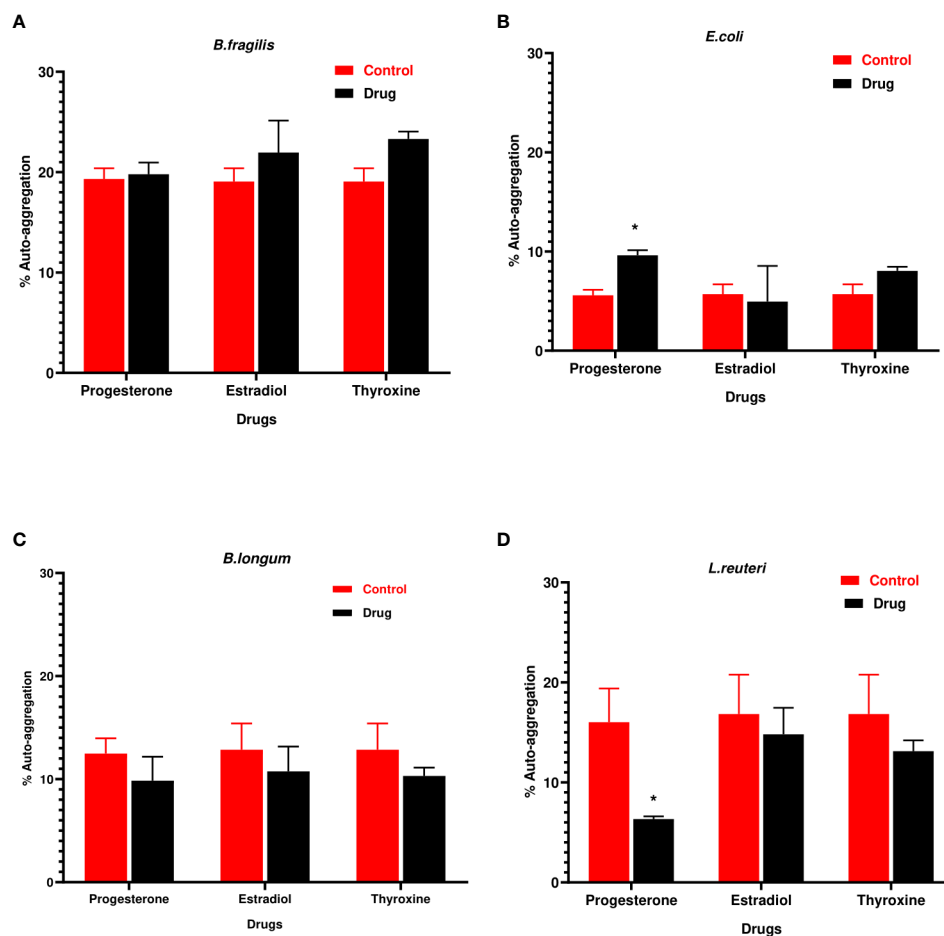 A
B.fragilis
Control
Drug
% Auto-aggregation
30
20
10
0
Progesterone Estradiol Thyroxine
Drugs
B
E.coli
Control
Drug
% Auto-aggregation
30
20
10
0
*
Progesterone Estradiol Thyroxine
Drugs
C
B.longum
Control
Drug
% Auto-aggregation
30
20
10
0
Progesterone Estradiol Thyroxine
Drugs
D
L.reuteri
Control
Drug
% Auto-aggregation
30
20
10
0
*
Progesterone Estradiol Thyroxine
Drugs